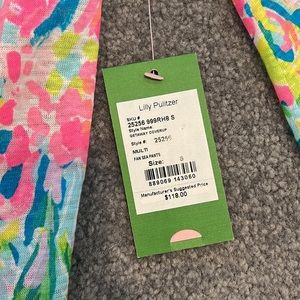 Lilly Pulitzer
SKU #
25256 999RH8 S
Style Name:
GETAWAY COVERUP
Style #: 25256
MULTI
FAN SEA PANTS
Size: S
889069 143060
Manufacturer's Suggested Price
$118.00